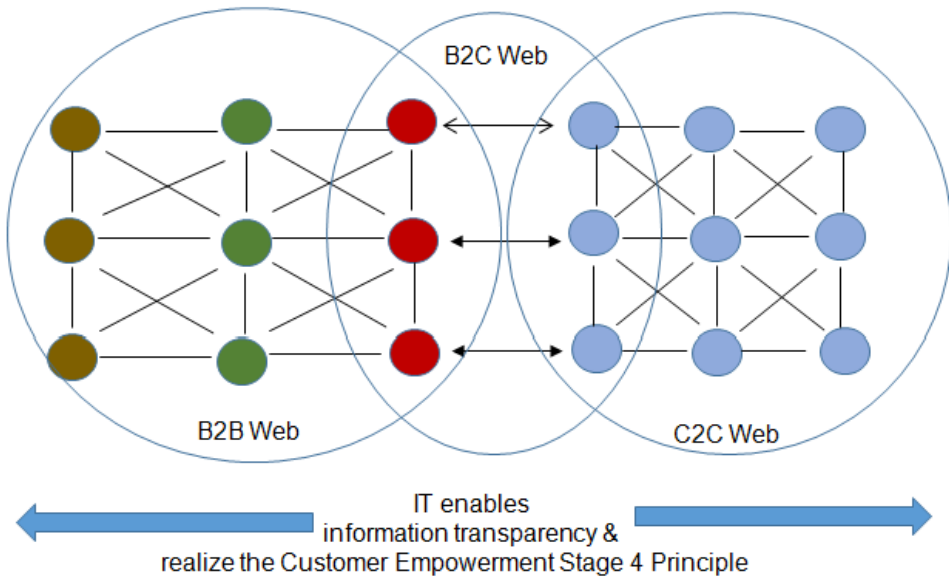 B2C Web
B2B Web
C2C Web
IT enables
information transparency &
realize the Customer Empowerment Stage 4 Principle